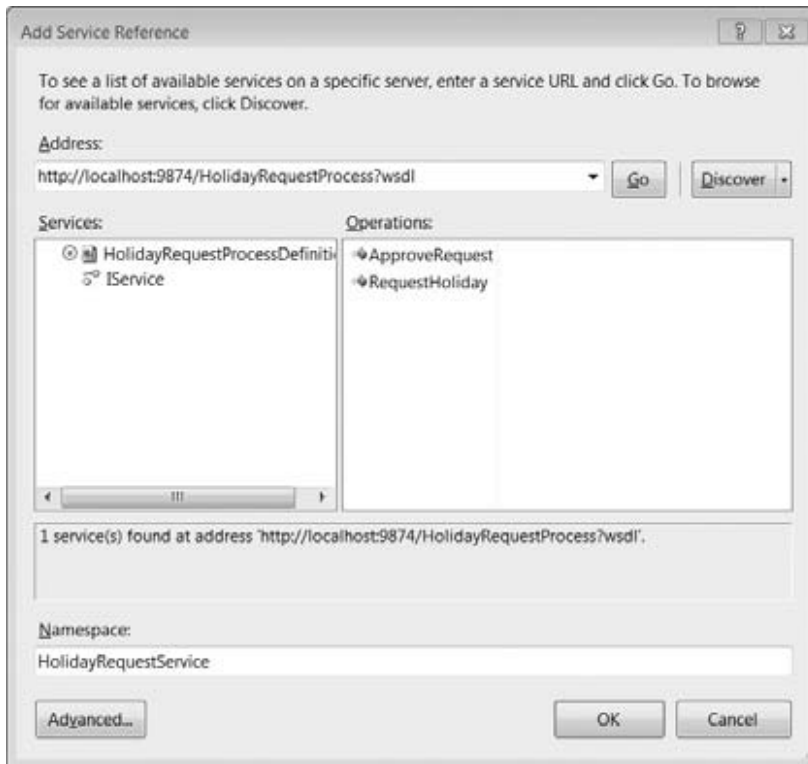 Add Service Reference
To see a list of available services on a specific server, enter a service URL and click Go. To browse
for available services, click Discover.
Address:
http://localhost:9874/HolidayRequestProcess?wsdl
Go
Discover
Services:
Operations:
HolidayRequestProcessDefiniti
IService
ApproveRequest
RequestHoliday
1 service(s) found at address 'http://localhost:9874/HolidayRequestProcess?wsdl'.
Namespace:
HolidayRequestService
Advanced...
OK
Cancel